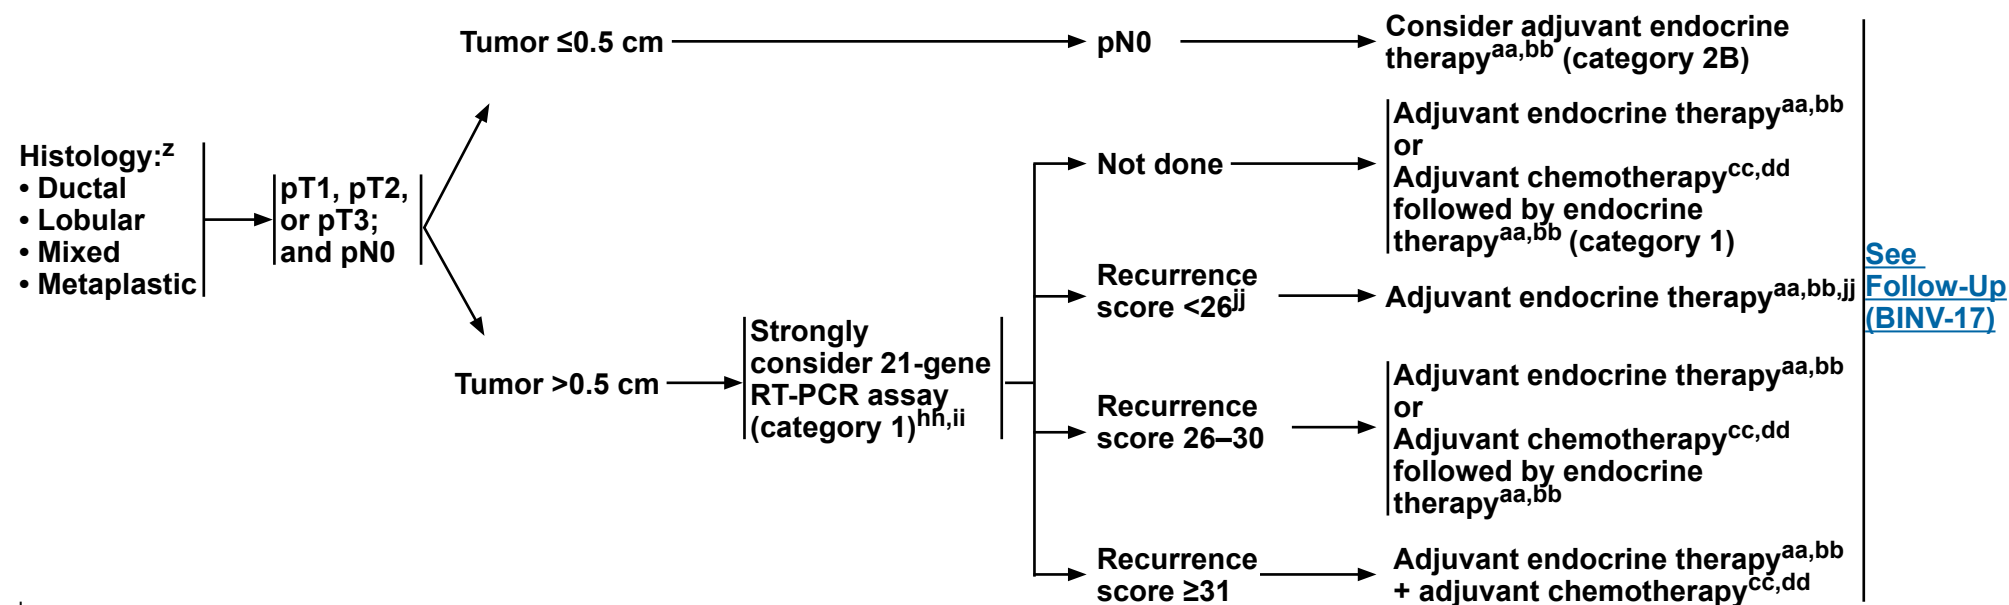 Histology:z
• Ductal
• Lobular
• Mixed
• Metaplastic
pT1, pT2,
or pT3;
and pN0
Tumor ≤0.5 cm
pN0
Consider adjuvant endocrine
therapyaa,bb (category 2B)
Tumor >0.5 cm
Strongly
consider 21-gene
RT-PCR assay
(category 1)hh,ii
Not done
Adjuvant endocrine therapyaa,bb
or
Adjuvant chemotherapycc,dd
followed by endocrine
therapyaa,bb (category 1)
Recurrence
score <26jj
Adjuvant endocrine therapyaa,bb,jj
Recurrence
score 26–30
Adjuvant endocrine therapyaa,bb
or
Adjuvant chemotherapycc,dd
followed by endocrine
therapyaa,bb
Recurrence
score ≥31
Adjuvant endocrine therapyaa,bb
+ adjuvant chemotherapycc,dd
See
Follow-Up
(BINV-17)